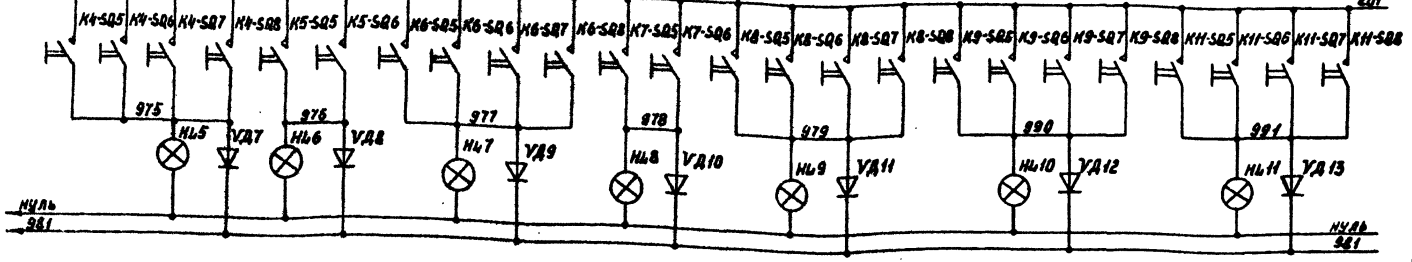 K4-SQ5 K4-SQ6 K4-SQ7 K4-SQ8 K5-SQ5 K5-SQ6 K6-SQ5 K6-SQ6 K6-SQ7 K6-SQ8 K7-SQ5 K7-SQ6 K8-SQ5 K8-SQ6 K8-SQ7 K8-SQ8 K9-SQ5 K9-SQ6 K9-SQ7 K9-SQ8 K11-SQ5 K11-SQ6 K11-SQ7 K11-SQ8
975 976 977 978 979 990 991
HL5 VД7 HL6 VД8 HL7 VД9 HL8 VД10 HL9 VД11 HL10 VД12 HL11 VД13
НУЛЬ НУЛЬ
981 981